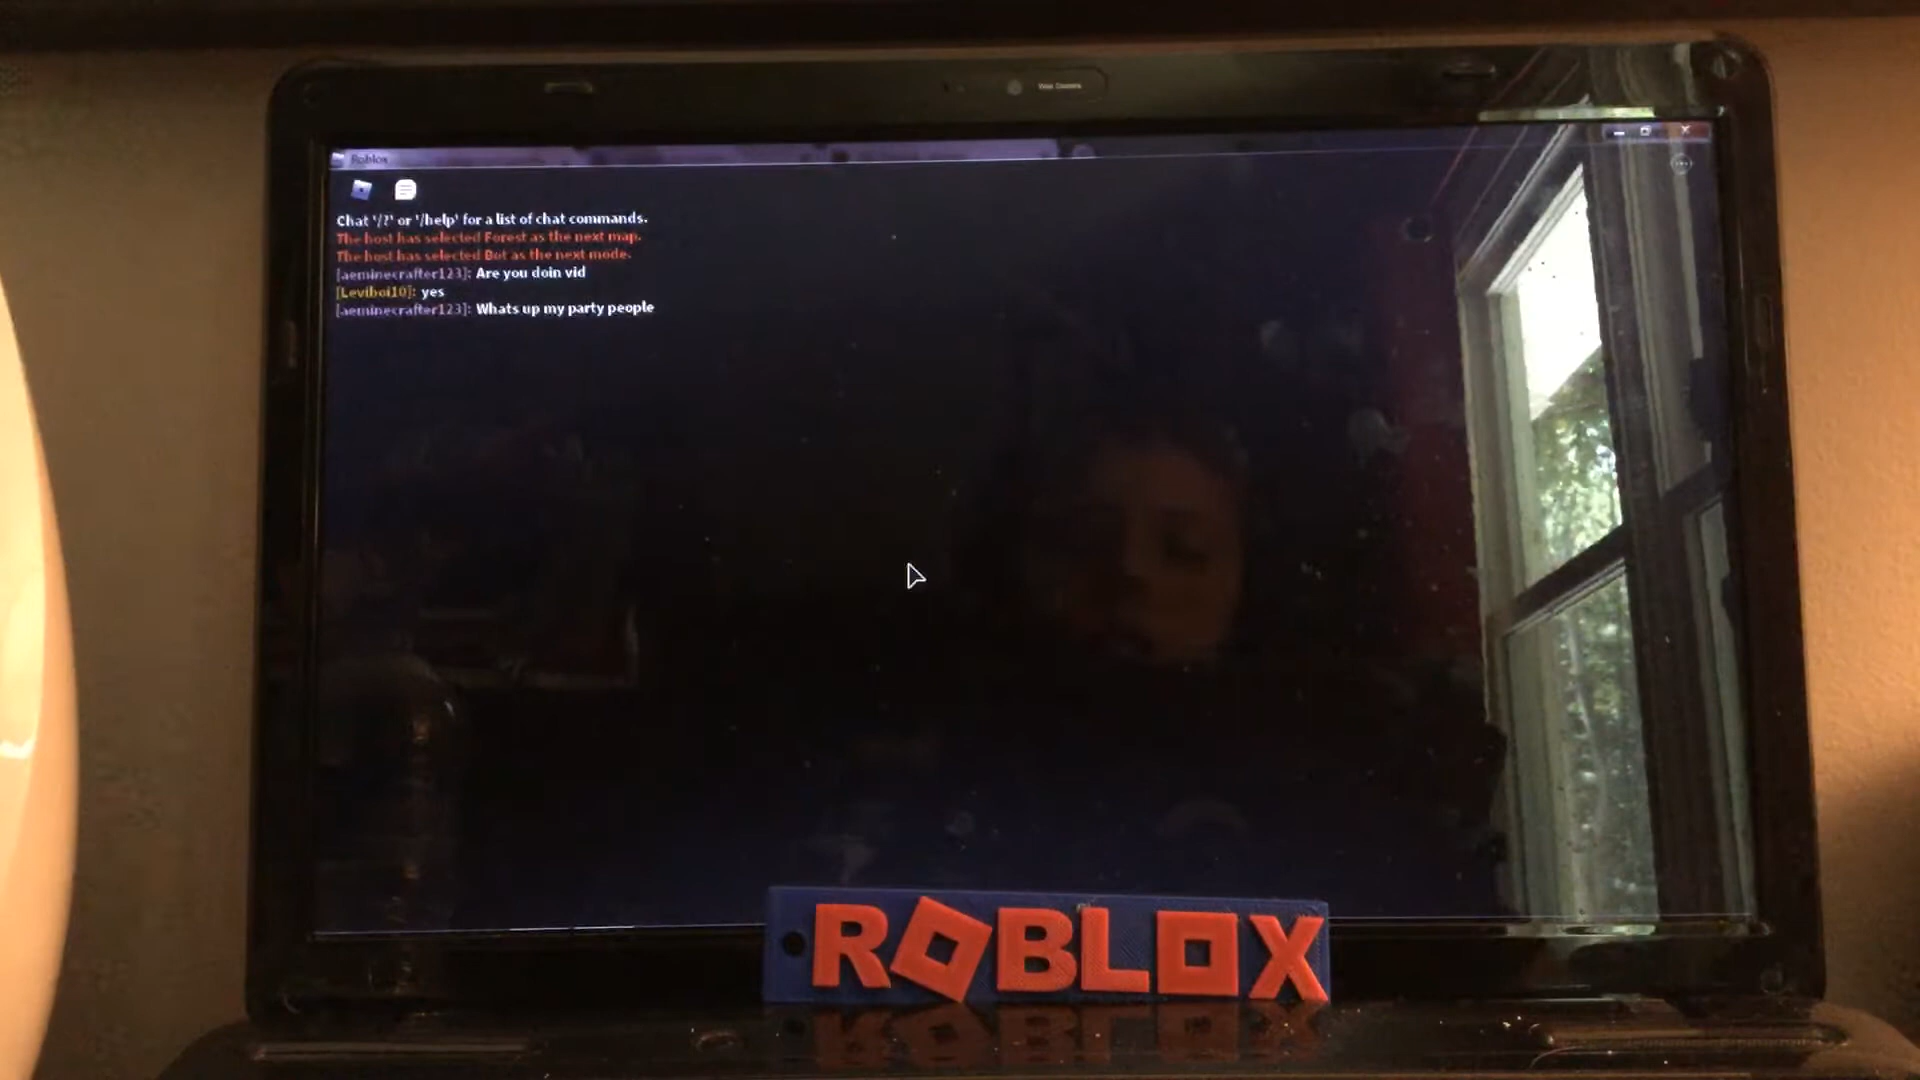 Web Camera
Roblox
Chat '/?' or '/help' for a list of chat commands.
The host has selected Forest as the next map.
The host has selected Bot as the next mode.
[aeminecrafter123]: Are you doin vid
[Leviboi10]: yes
[aeminecrafter123]: Whats up my party people
ROBLOX